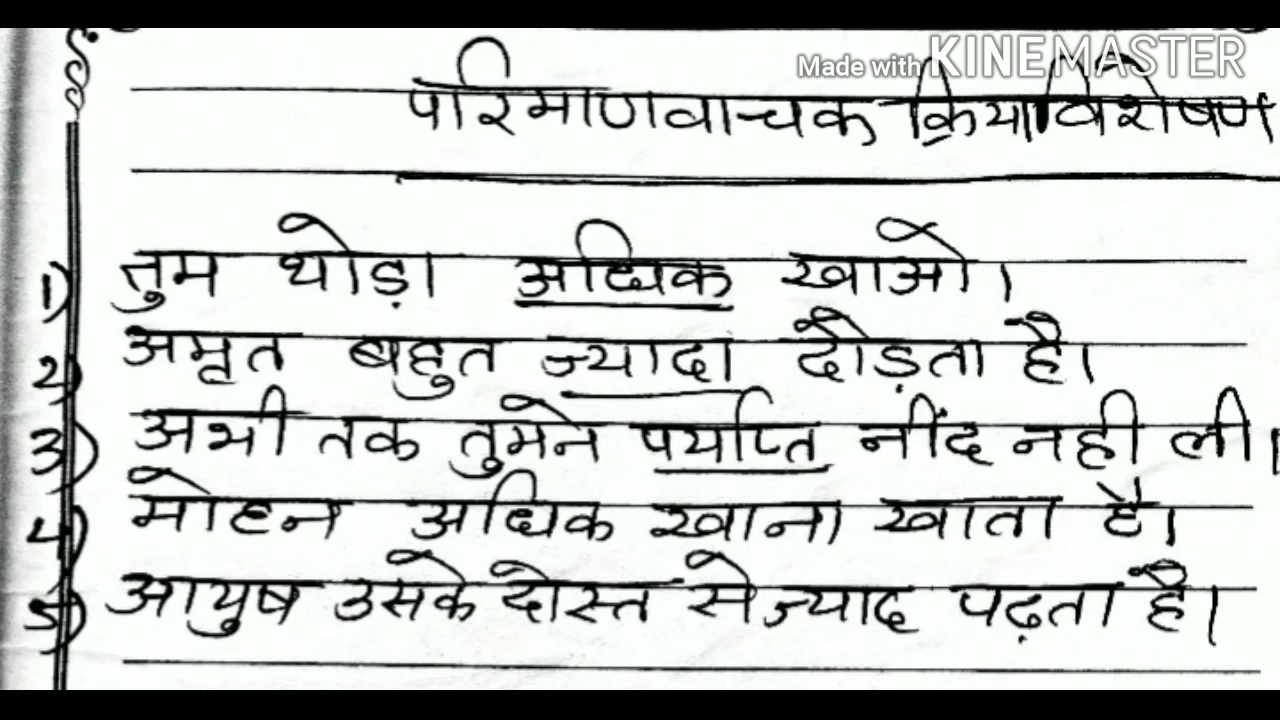 Made with KINEMASTER
परिमाणवाचक क्रियाविशेषण
1) तुम थोड़ा अधिक खाओ।
2) अमृत बहुत ज्यादा दौड़ता है।
3) अभी तक तुमने पर्याप्त नींद नही ली।
4) मोहन अधिक खाना खाता है।
5) आयुष उसके दोस्त से ज्याद पढ़ता है।